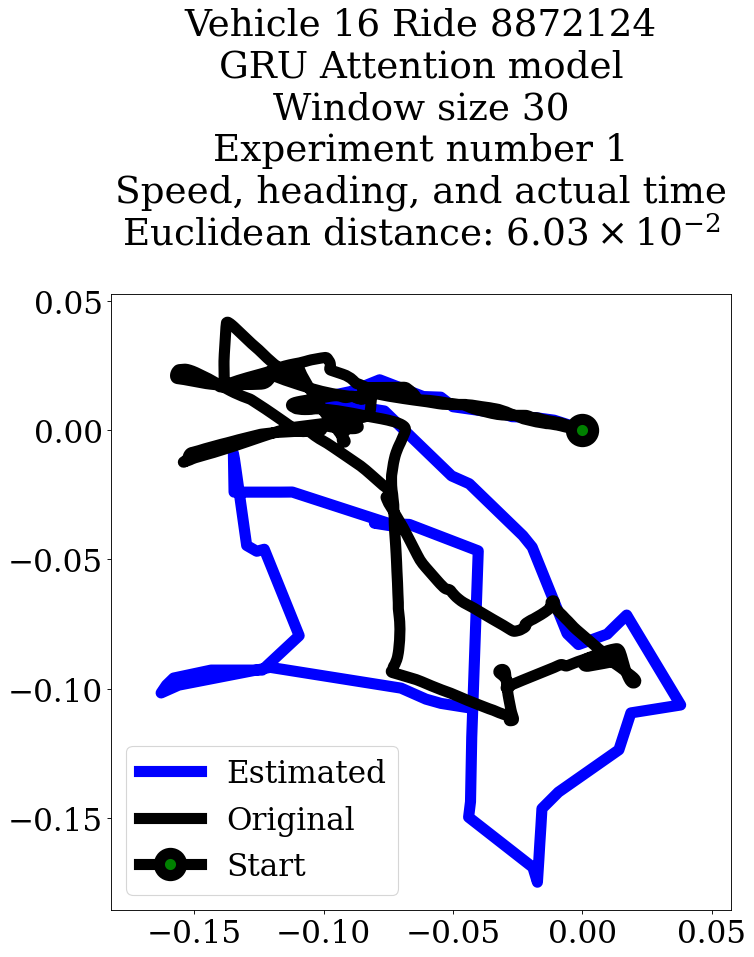 Vehicle 16 Ride 8872124
GRU Attention model
Window size 30
Experiment number 1
Speed, heading, and actual time
Euclidean distance: 6.03 × 10⁻²
0.05
0.00
−0.05
−0.10
−0.15
Estimated
Original
Start
−0.15 −0.10 −0.05 0.00 0.05